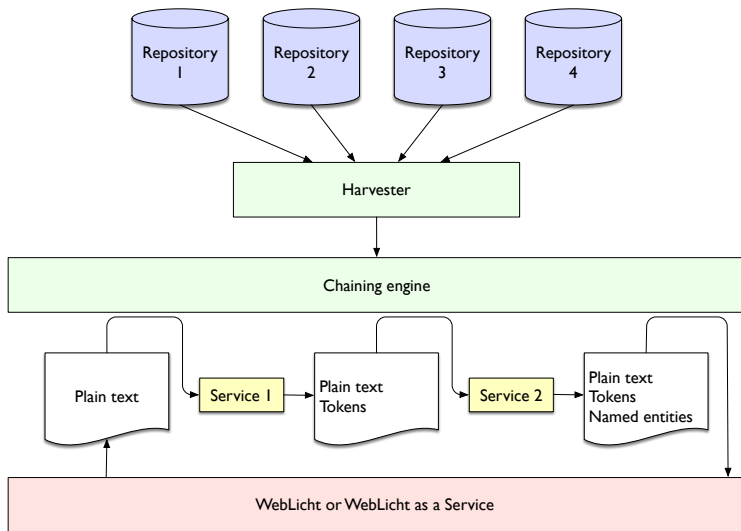 Repository
1
Repository
2
Repository
3
Repository
4
Harvester
Chaining engine
Plain text
Service 1
Plain text
Tokens
Service 2
Plain text
Tokens
Named entities
WebLicht or WebLicht as a Service